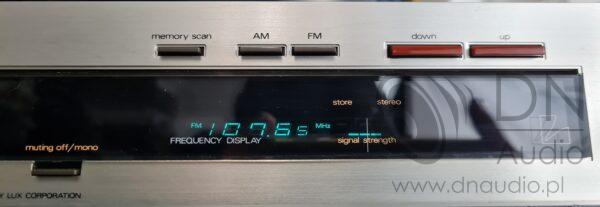 memory scan AM FM down up
store stereo
FM 107.65 MHz
FREQUENCY DISPLAY signal strength
muting off/mono
Y LUX CORPORATION
DN
Audio
www.dnaudio.pl